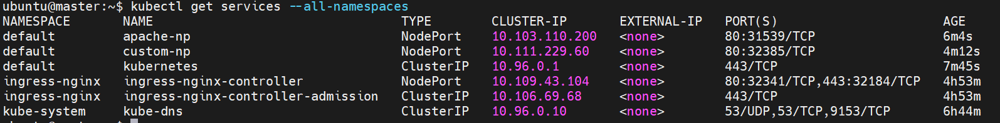 ubuntu@master:~$ kubectl get services --all-namespaces
NAMESPACE NAME TYPE CLUSTER-IP EXTERNAL-IP PORT(S) AGE
default apache-np NodePort 10.103.110.200 <none> 80:31539/TCP 6m4s
default custom-np NodePort 10.111.229.60 <none> 80:32385/TCP 4m12s
default kubernetes ClusterIP 10.96.0.1 <none> 443/TCP 7m45s
ingress-nginx ingress-nginx-controller NodePort 10.109.43.104 <none> 80:32341/TCP,443:32184/TCP 4h53m
ingress-nginx ingress-nginx-controller-admission ClusterIP 10.106.69.68 <none> 443/TCP 4h53m
kube-system kube-dns ClusterIP 10.96.0.10 <none> 53/UDP,53/TCP,9153/TCP 6h44m